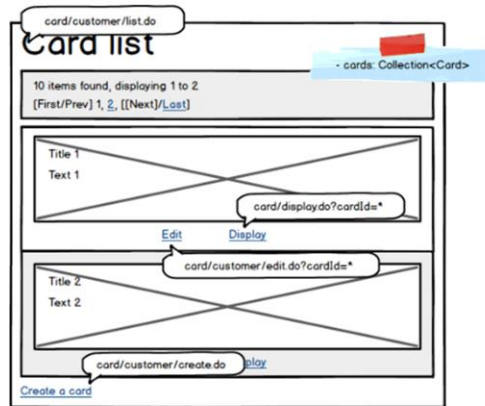 card/customer/list.do
Card list
- cards: Collection<Card>
10 items found, displaying 1 to 2
[First/Prev] 1, 2, [[Next]/Last]
Title 1
Text 1
card/display.do?cardId=*
Edit
Display
card/customer/edit.do?cardId=*
Title 2
Text 2
card/customer/create.do
play
Create a card